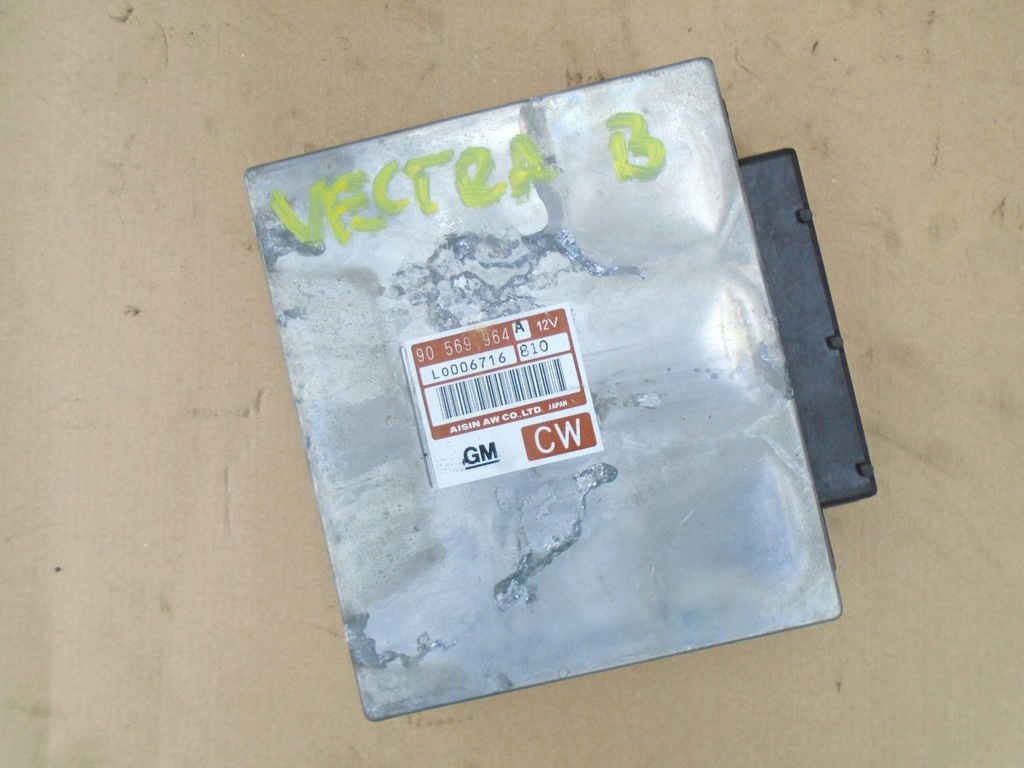 VECTRA B
90 569 964 A 12V
L0006716 810
AISIN AW CO.,LTD. JAPAN
GM CW